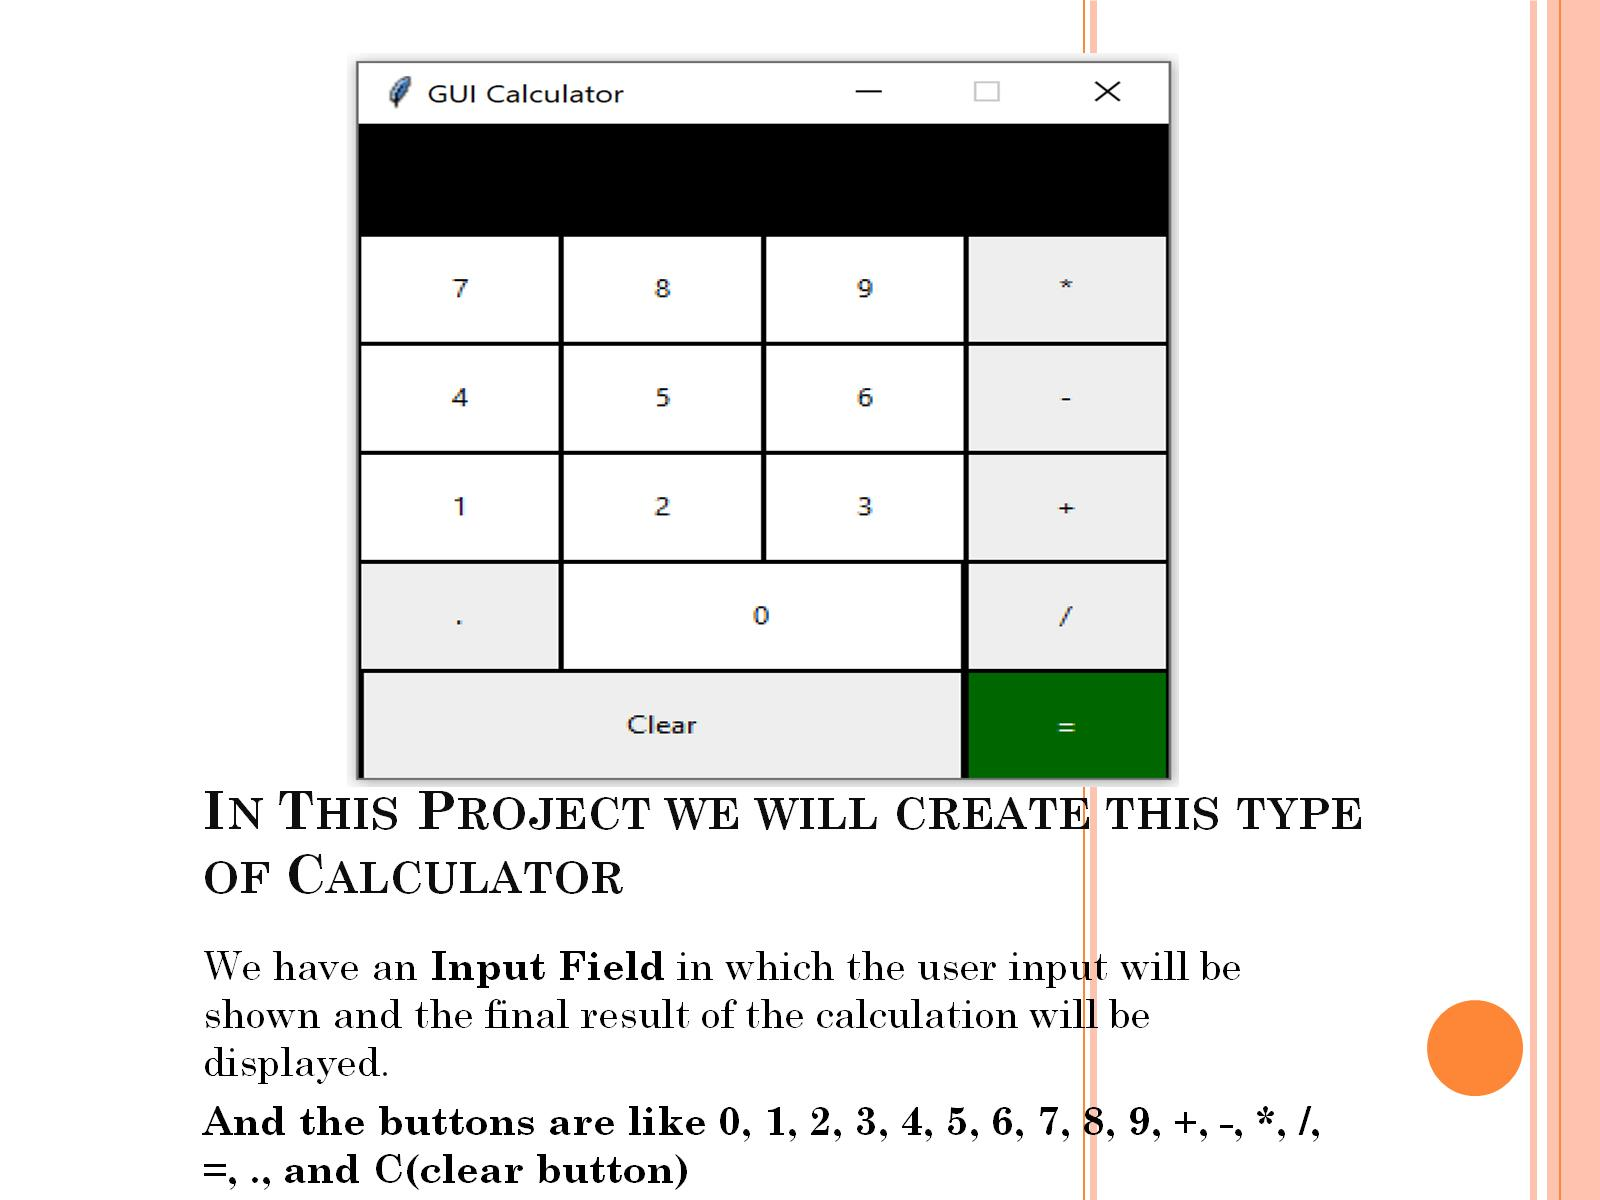 GUI Calculator
7 8 9 *
4 5 6 -
1 2 3 +
. 0 /
Clear =
In This Project we will create this type
of Calculator
We have an Input Field in which the user input will be
shown and the final result of the calculation will be
displayed.
And the buttons are like 0, 1, 2, 3, 4, 5, 6, 7, 8, 9, +, -, *, /,
=, ., and C(clear button)